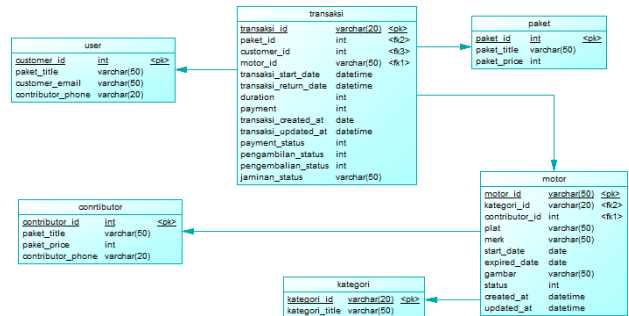 transaksi
transaksi_id varchar(20) <pk>
paket_id int <fk2>
customer_id int <fk3>
motor_id varchar(50) <fk1>
transaksi_start_date datetime
transaksi_return_date datetime
duration int
payment int
transaksi_created_at date
transaksi_updated_at datetime
payment_status int
pengambilan_status int
pengembalian_status int
jaminan_status varchar(50)
paket
paket_id int <pk>
paket_title varchar(50)
paket_price int
user
customer_id int <pk>
paket_title varchar(50)
customer_email varchar(50)
contributor_phone varchar(20)
motor
motor_id varchar(50) <pk>
kategori_id varchar(20) <fk2>
contributor_id int <fk1>
plat varchar(50)
merk varchar(50)
start_date date
expired_date date
gambar varchar(50)
status int
created_at datetime
updated_at datetime
conrtibutor
contributor_id int <pk>
paket_title varchar(50)
paket_price int
contributor_phone varchar(20)
kategori
kategori_id varchar(20) <pk>
kategori_title varchar(50)